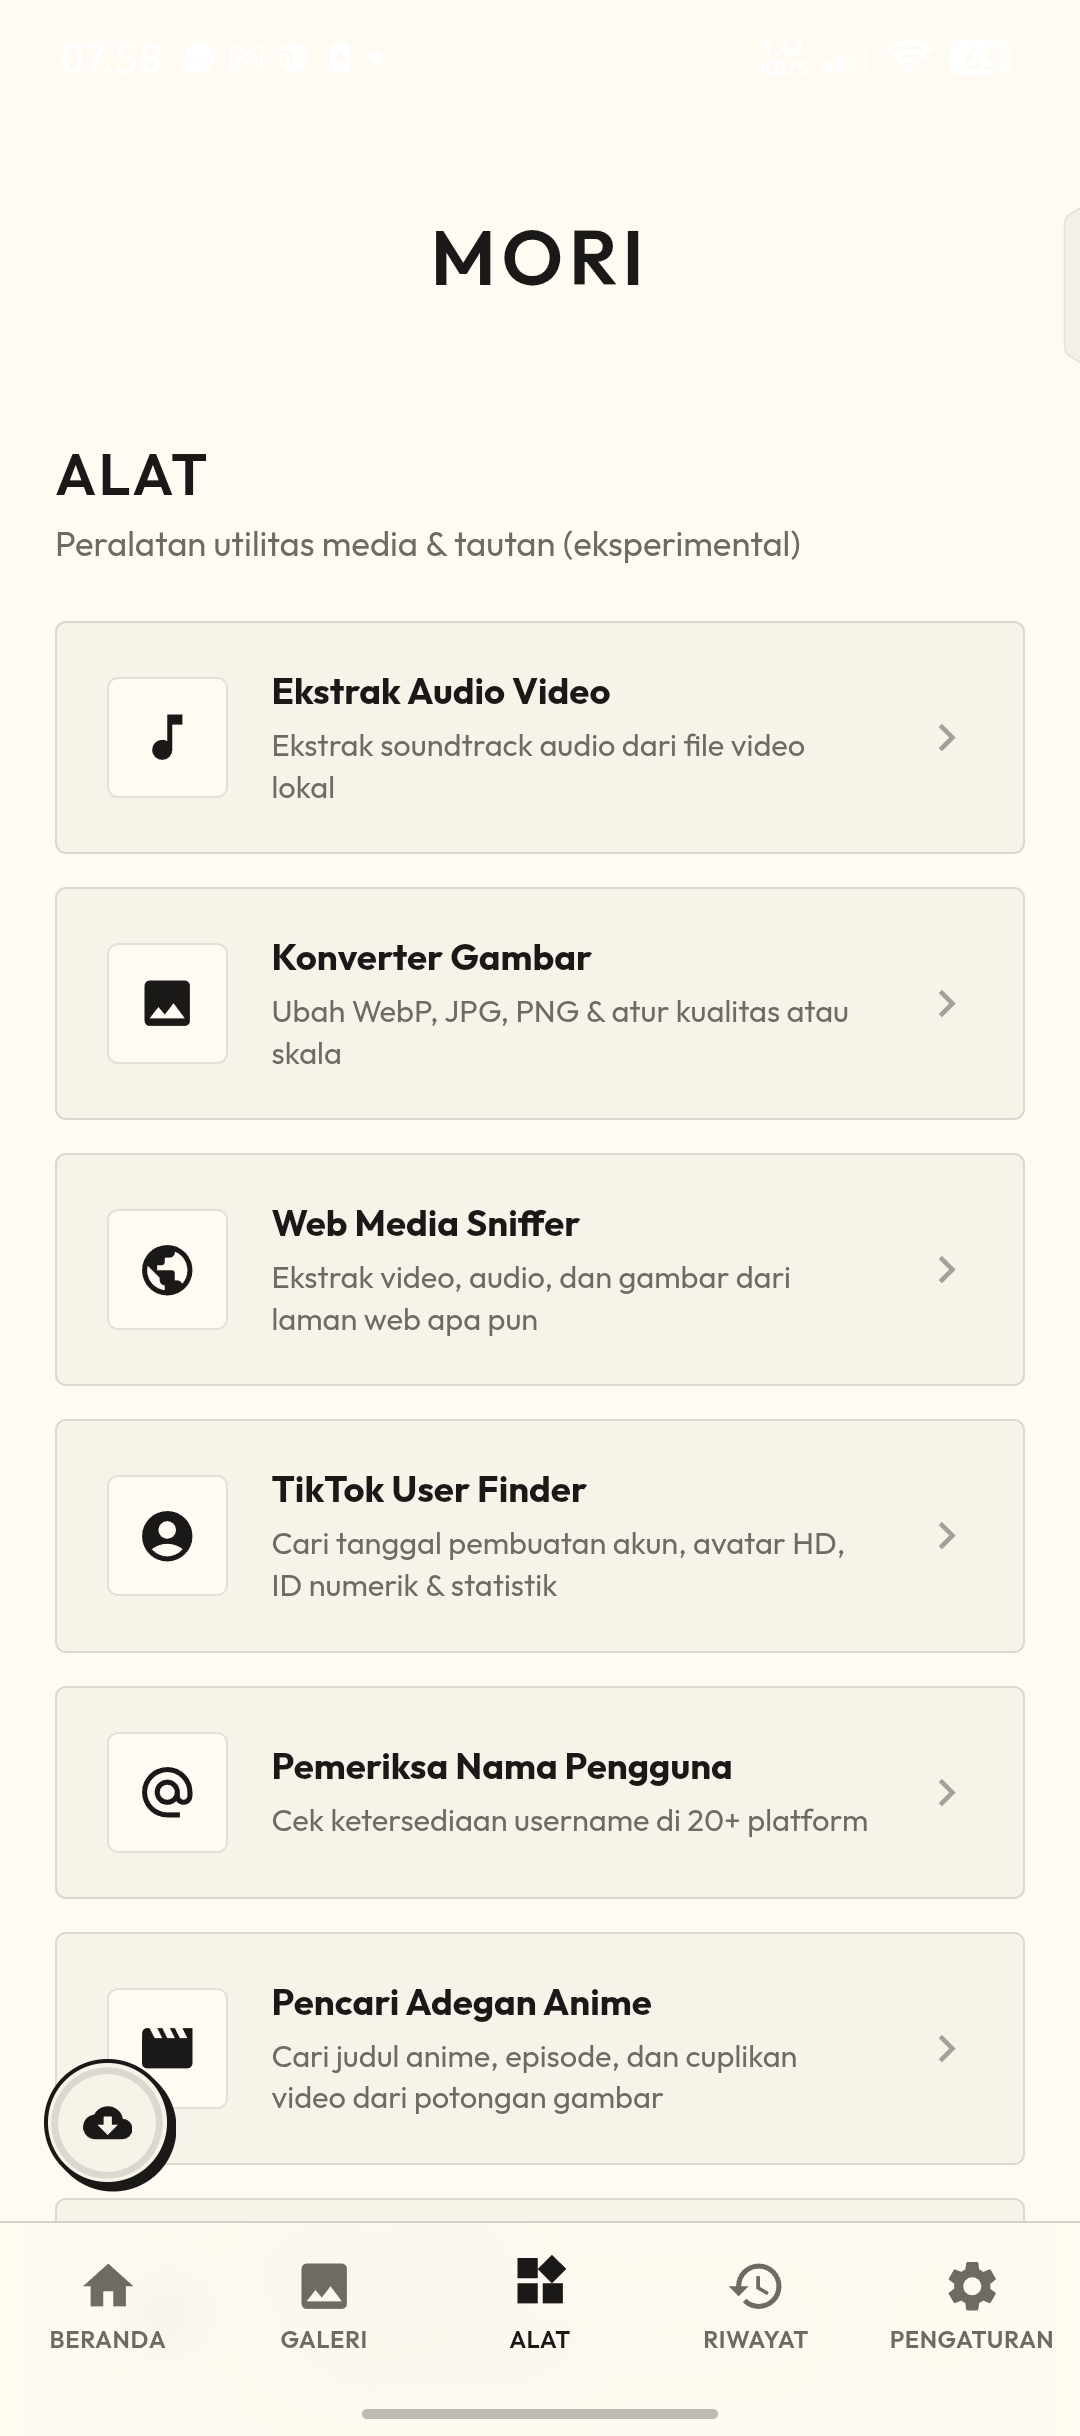 07.58
3,42
KB/S
63
MORI
ALAT
Peralatan utilitas media & tautan (eksperimental)
Ekstrak Audio Video
Ekstrak soundtrack audio dari file video
lokal
Konverter Gambar
Ubah WebP, JPG, PNG & atur kualitas atau
skala
Web Media Sniffer
Ekstrak video, audio, dan gambar dari
laman web apa pun
TikTok User Finder
Cari tanggal pembuatan akun, avatar HD,
ID numerik & statistik
Pemeriksa Nama Pengguna
Cek ketersediaan username di 20+ platform
Pencari Adegan Anime
Cari judul anime, episode, dan cuplikan
video dari potongan gambar
BERANDA
GALERI
ALAT
RIWAYAT
PENGATURAN